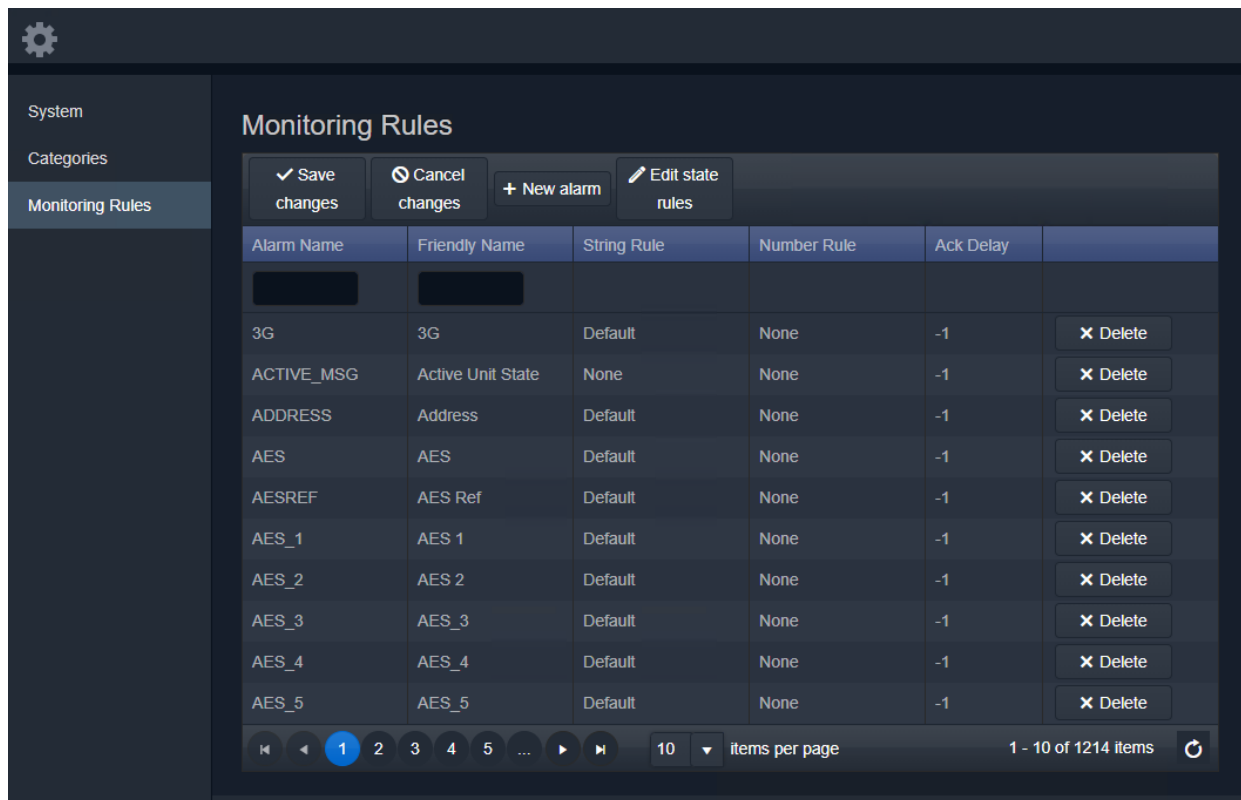 System
Categories
Monitoring Rules
Monitoring Rules
Save changes
Cancel changes
+ New alarm
Edit state rules
Alarm Name Friendly Name String Rule Number Rule Ack Delay
3G 3G Default None -1 Delete
ACTIVE_MSG Active Unit State None None -1 Delete
ADDRESS Address Default None -1 Delete
AES AES Default None -1 Delete
AESREF AES Ref Default None -1 Delete
AES_1 AES 1 Default None -1 Delete
AES_2 AES 2 Default None -1 Delete
AES_3 AES_3 Default None -1 Delete
AES_4 AES_4 Default None -1 Delete
AES_5 AES_5 Default None -1 Delete
1 2 3 4 5 ... 10 items per page 1 - 10 of 1214 items